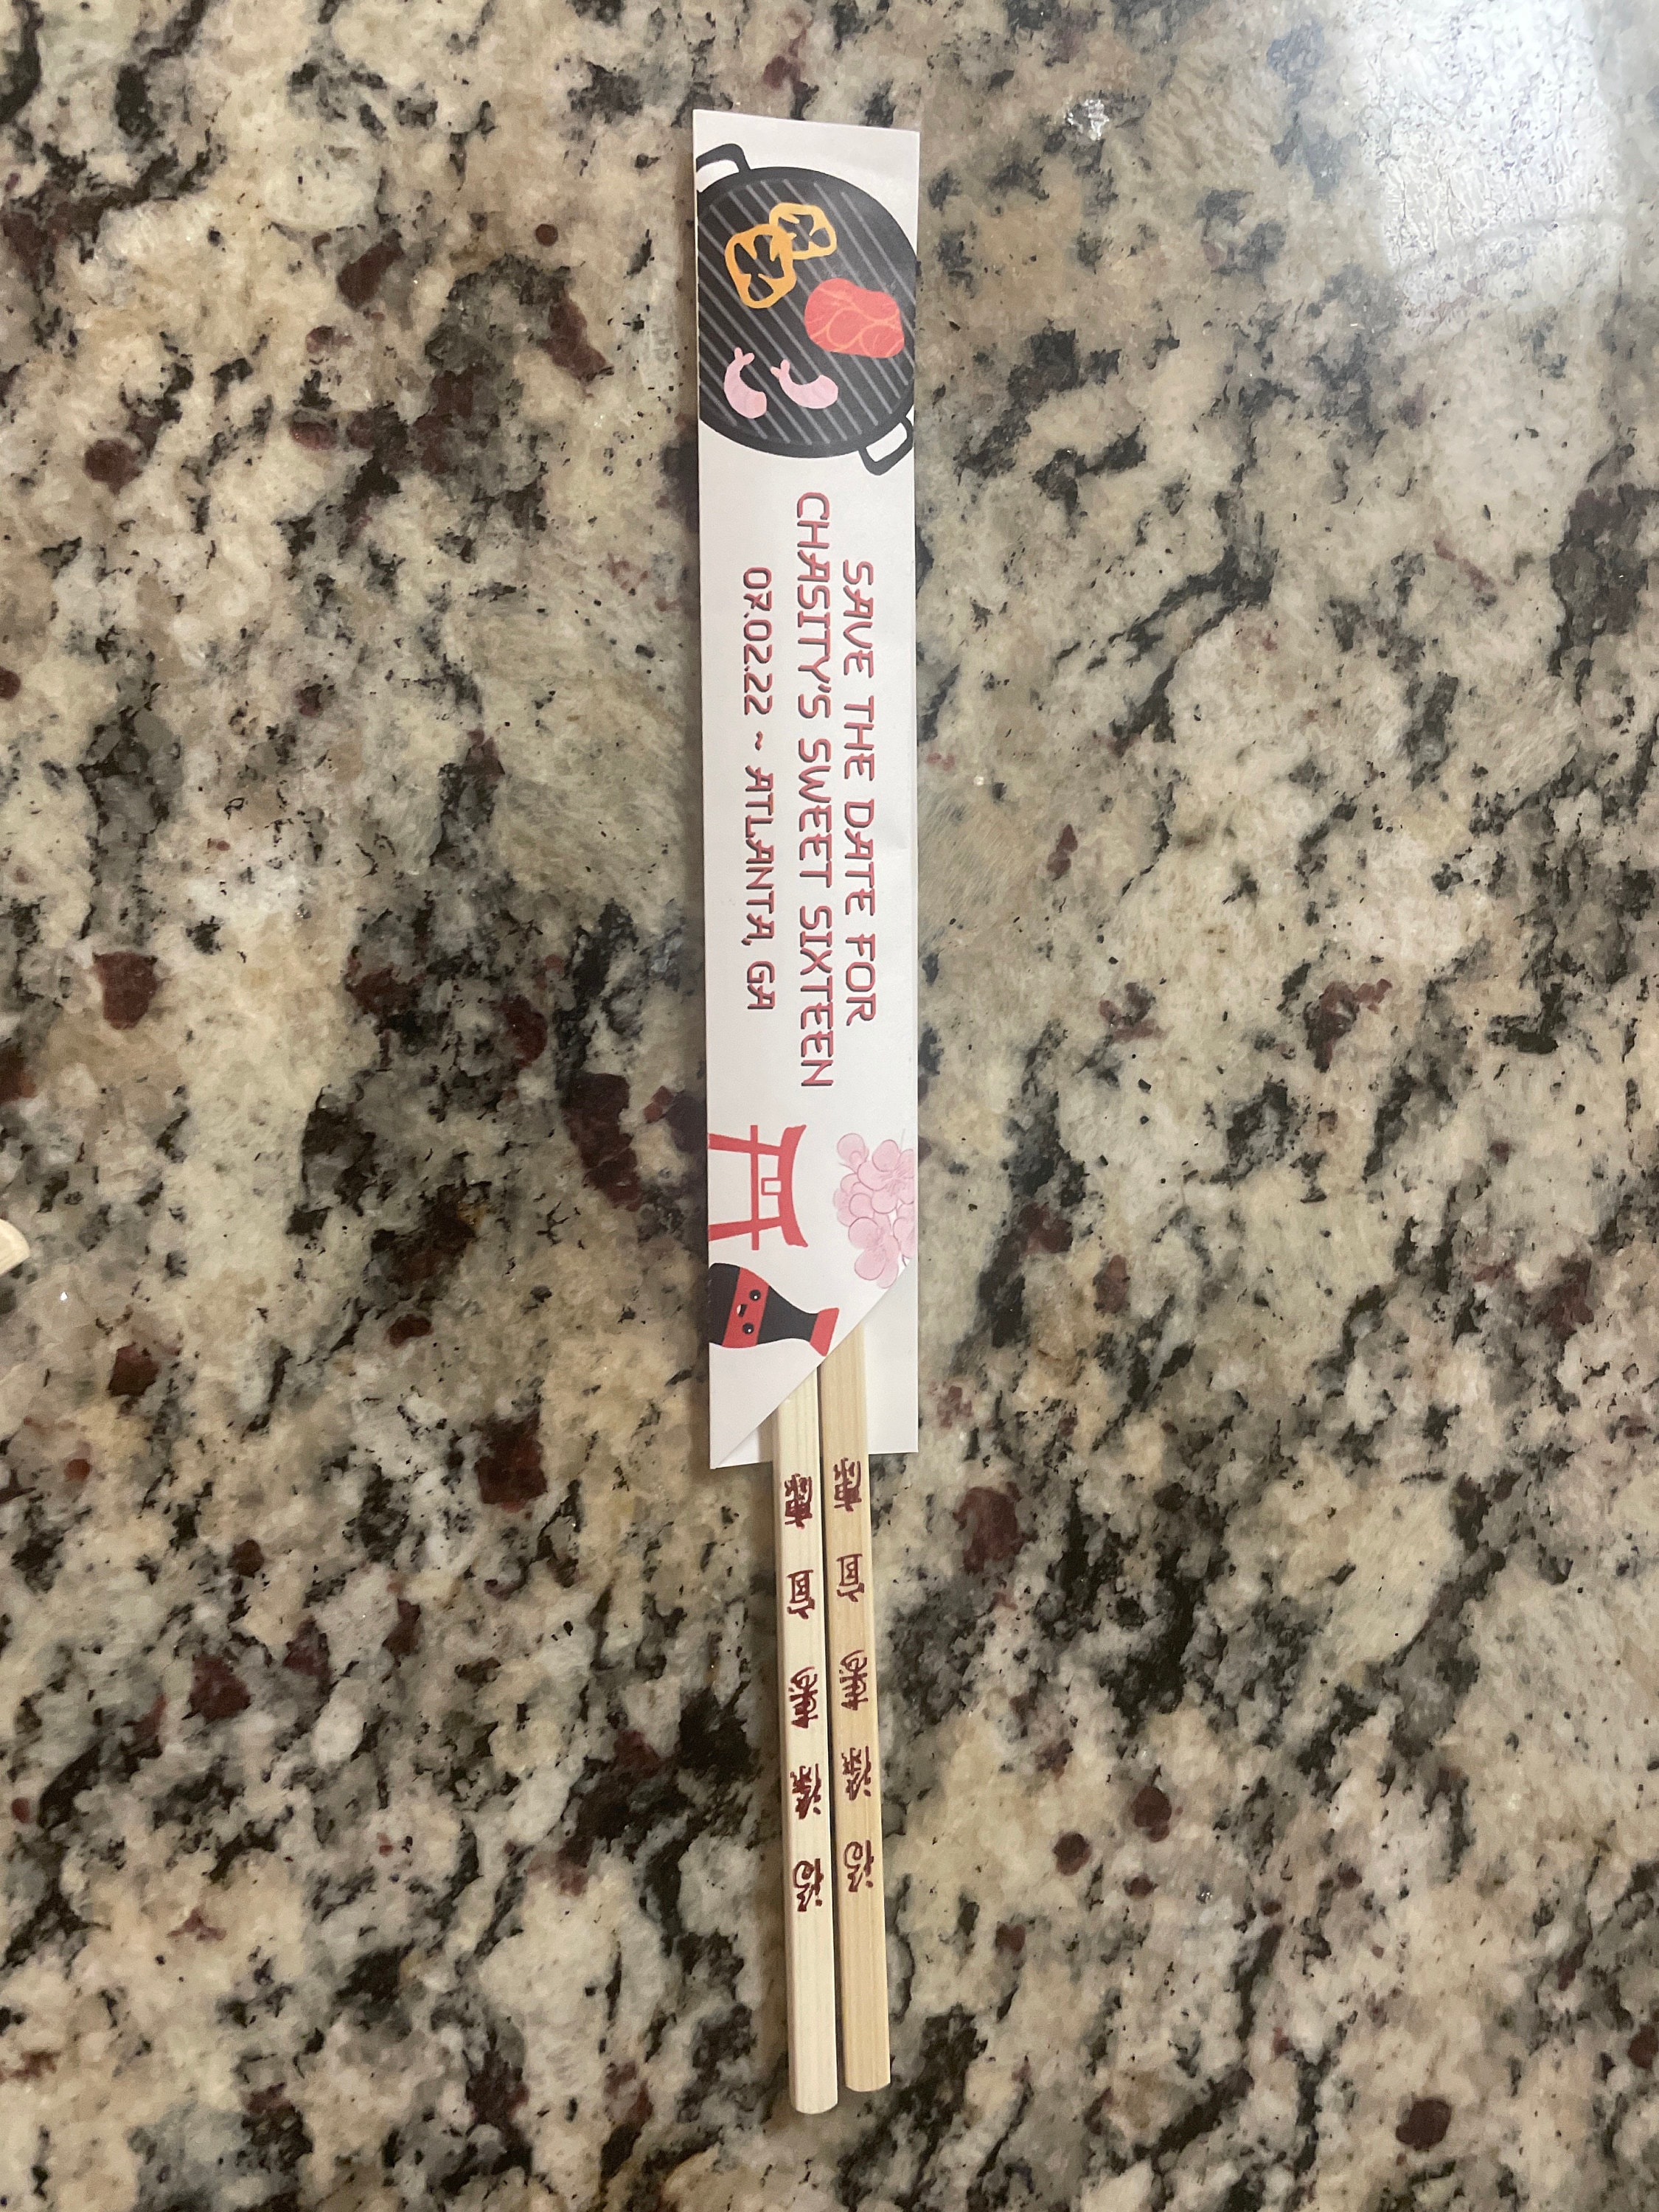 SAVE THE DATE FOR
CHASITY'S SWEET SIXTEEN
07.02.22 ~ ATLANTA, GA